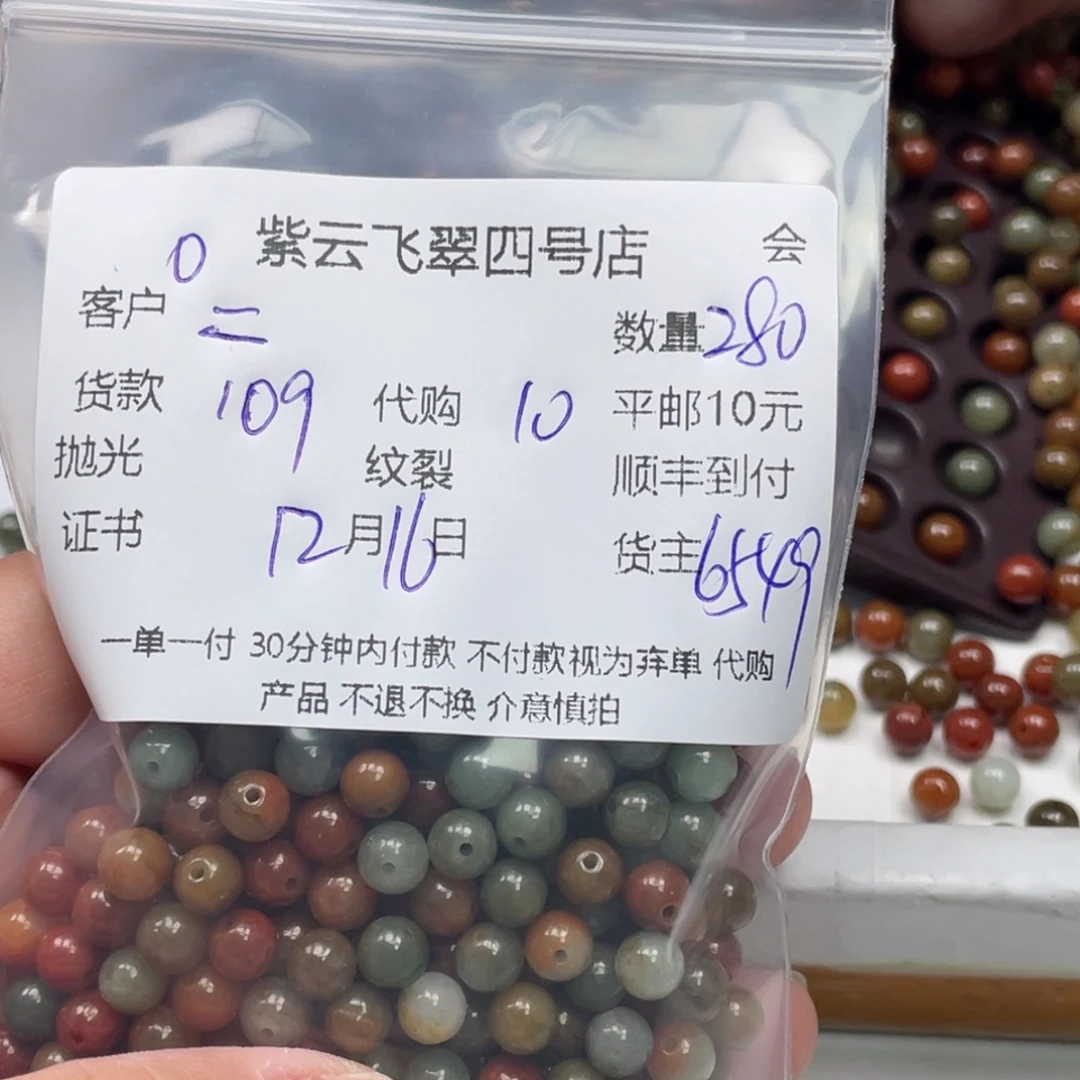 紫云飞翠四号店 会
客户 0 二 数量 280
货款 109 代购 10 平邮10元
抛光 纹裂 顺丰到付
证书 12月16日 货主 6549
一单一付 30分钟内付款 不付款视为弃单 代购
产品 不退不换 介意慎拍